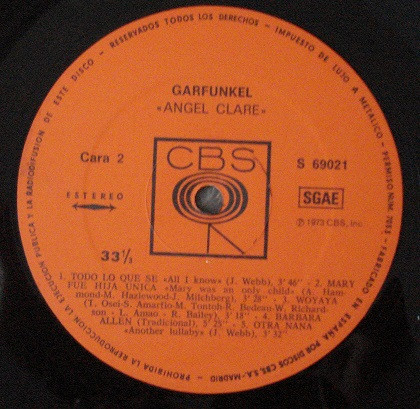 RESERVADOS TODOS LOS DERECHOS - IMPUESTO DE LUJO A METALICO - PERMISO NUM. 7053 - FABRICADO EN ESPAÑA POR DISCOS CBS, S.A.-MADRID - PROHIBIDA LA REPRODUCCION LA EJECUCION PUBLICA Y LA RADIODIFUSION DE ESTE DISCO -
GARFUNKEL
«ANGEL CLARE»
Cara 2
CBS
S 69021
ESTEREO
SGAE
℗ 1973 CBS, Inc.
33⅓
1. TODO LO QUE SE «All I know» (J. Webb), 3' 46" - 2. MARY
FUE HIJA UNICA «Mary was an only child» (A. Ham-
mond-M. Hazlewood-J. Milchberg), 3' 28" - 3. WOYAYA
(T. Osei-S. Amarflo-M. Tontoh-R. Bedeau-W. Richard-
son - L. Amao - R. Bailey), 3' 18" - 4. BARBARA
ALLEN (Tradicional), 5' 25" - 5. OTRA NANA
«Another lullaby» (J. Webb), 3' 32"